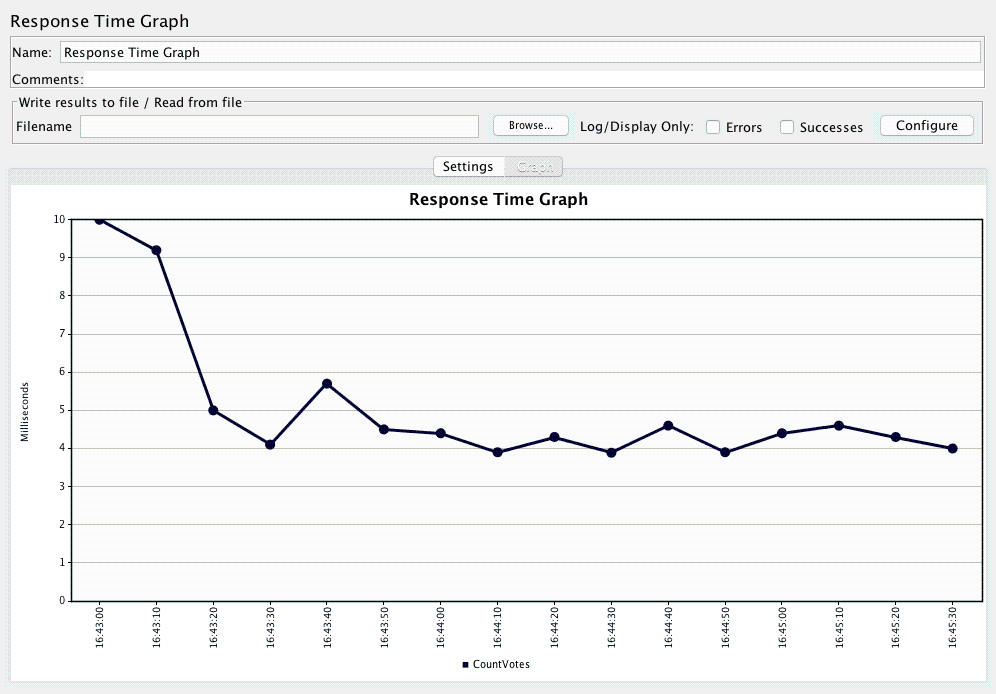 Response Time Graph
Name: Response Time Graph
Comments:
Write results to file / Read from file
Filename Browse... Log/Display Only: Errors Successes Configure
Settings Graph
Response Time Graph
10
9
8
7
6
5
4
3
2
1
0
Milliseconds
16:43:00 16:43:10 16:43:20 16:43:30 16:43:40 16:43:50 16:44:00 16:44:10 16:44:20 16:44:30 16:44:40 16:44:50 16:45:00 16:45:10 16:45:20 16:45:30
CountVotes